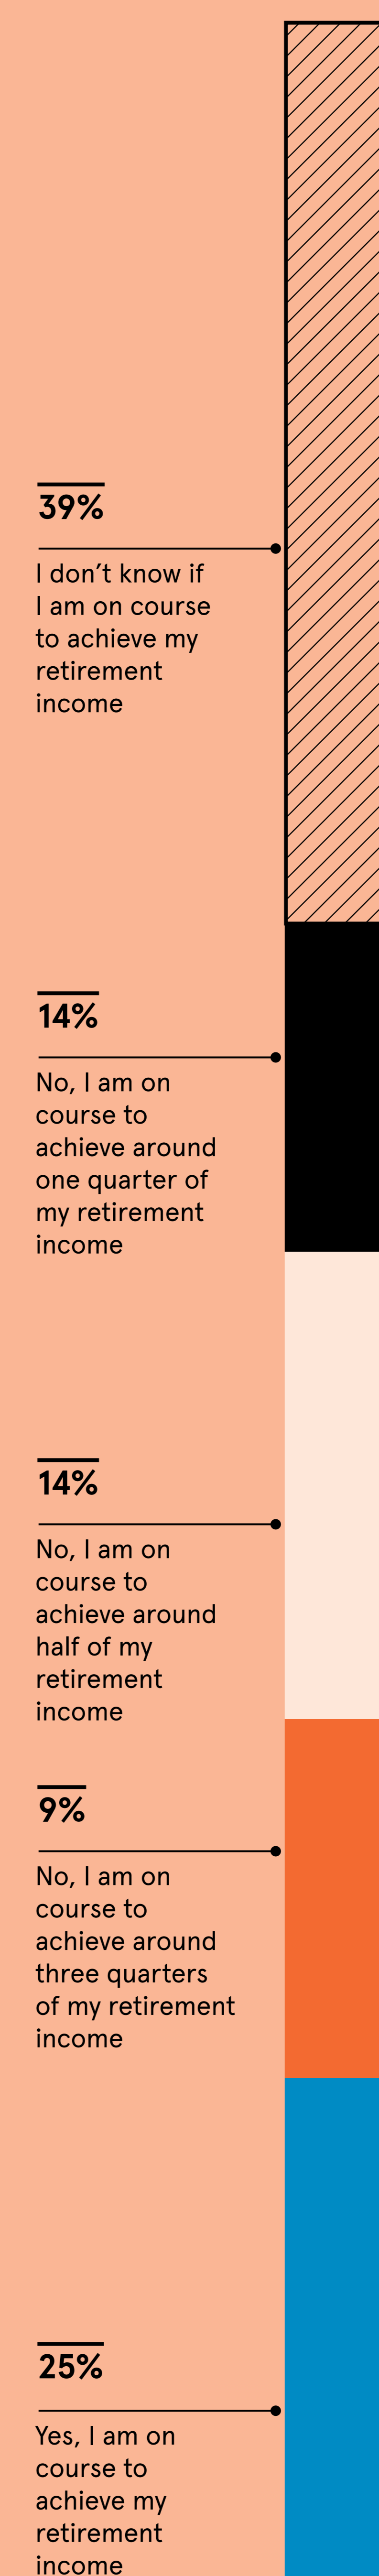 39%
I don’t know if
I am on course
to achieve my
retirement
income
14%
No, I am on
course to
achieve around
one quarter of
my retirement
income
14%
No, I am on
course to
achieve around
half of my
retirement
income
9%
No, I am on
course to
achieve around
three quarters
of my retirement
income
25%
Yes, I am on
course to
achieve my
retirement
income